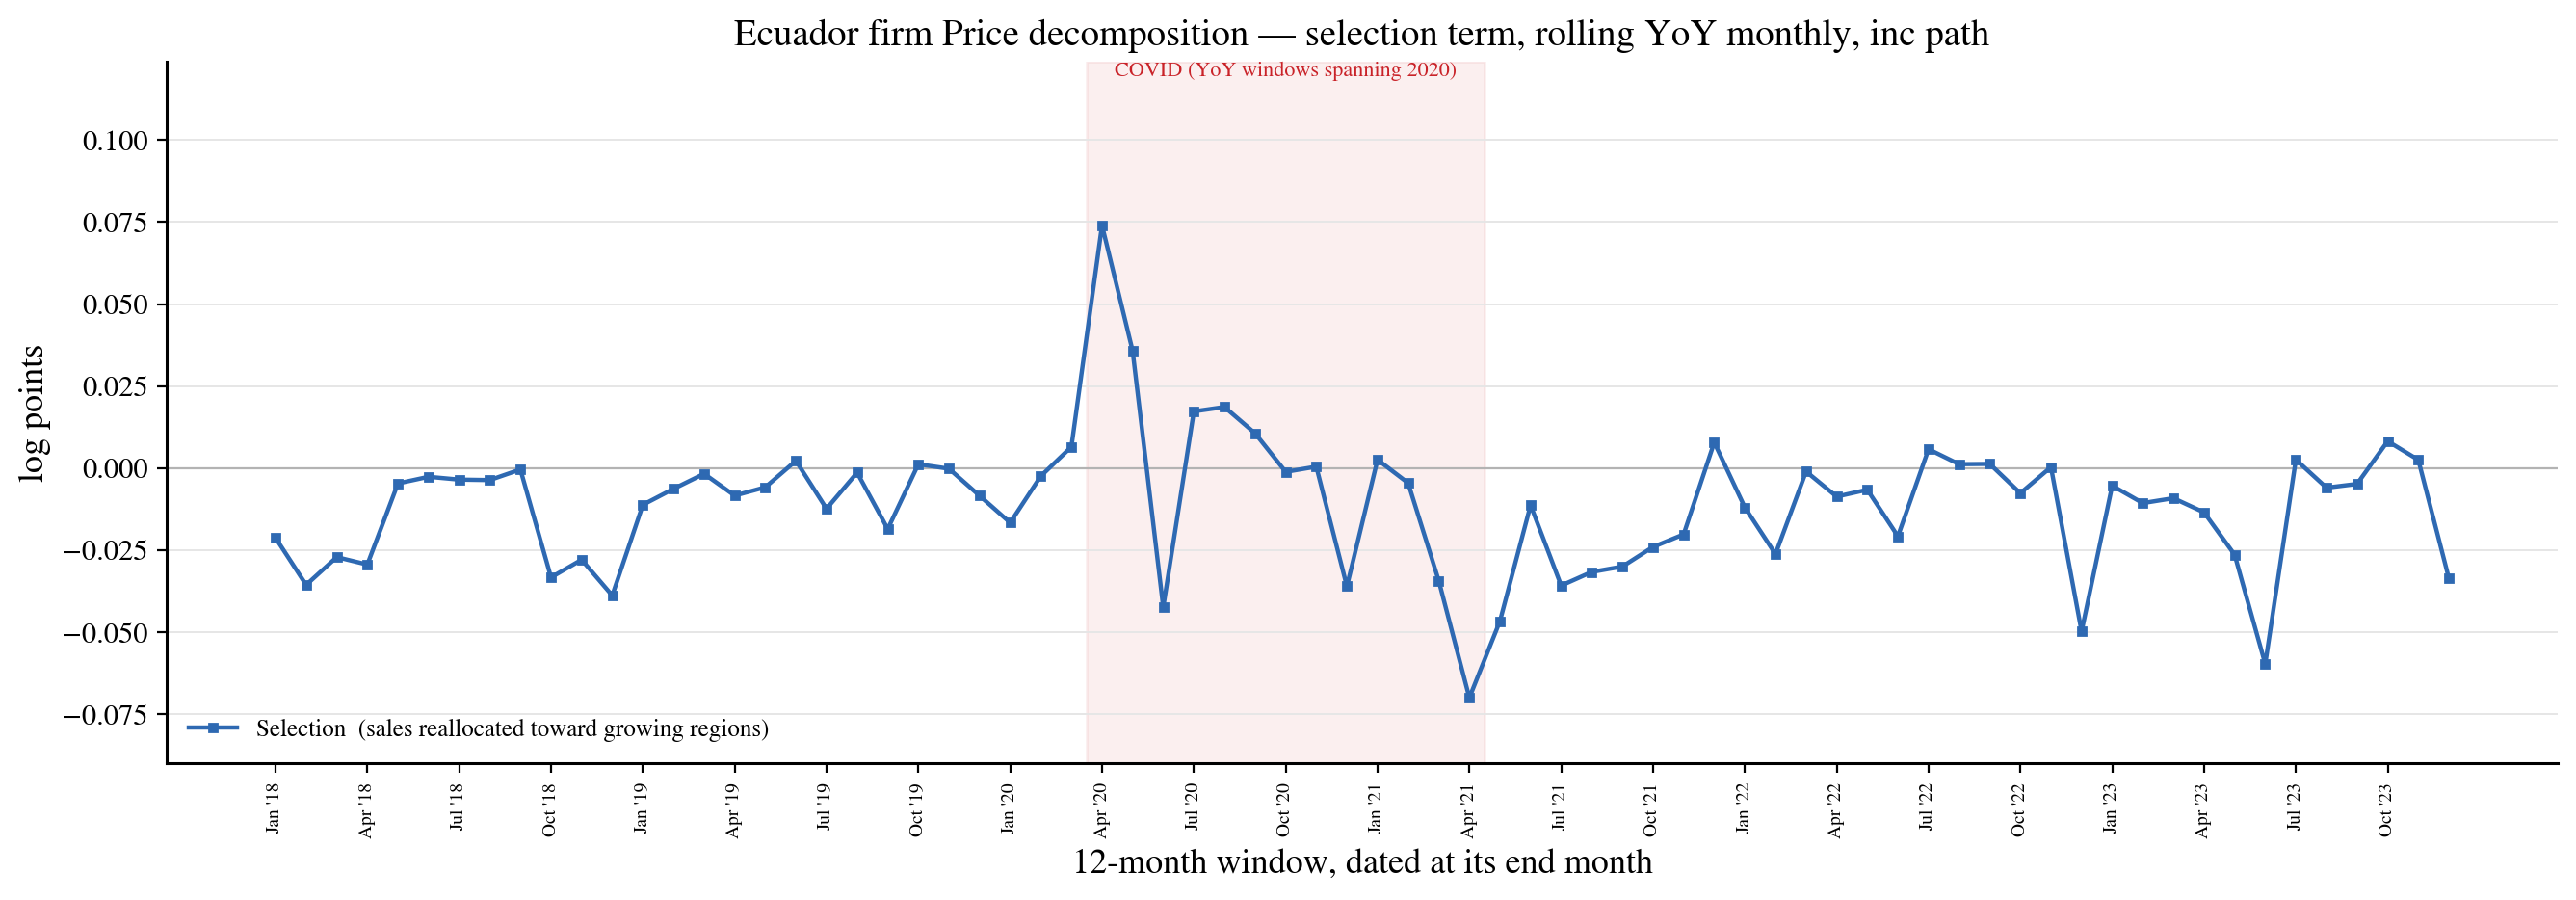 Ecuador firm Price decomposition — selection term, rolling YoY monthly, inc path
COVID (YoY windows spanning 2020)
log points
0.100
0.075
0.050
0.025
0.000
−0.025
−0.050
−0.075
Selection  (sales reallocated toward growing regions)
Jan '18
Apr '18
Jul '18
Oct '18
Jan '19
Apr '19
Jul '19
Oct '19
Jan '20
Apr '20
Jul '20
Oct '20
Jan '21
Apr '21
Jul '21
Oct '21
Jan '22
Apr '22
Jul '22
Oct '22
Jan '23
Apr '23
Jul '23
Oct '23
12-month window, dated at its end month